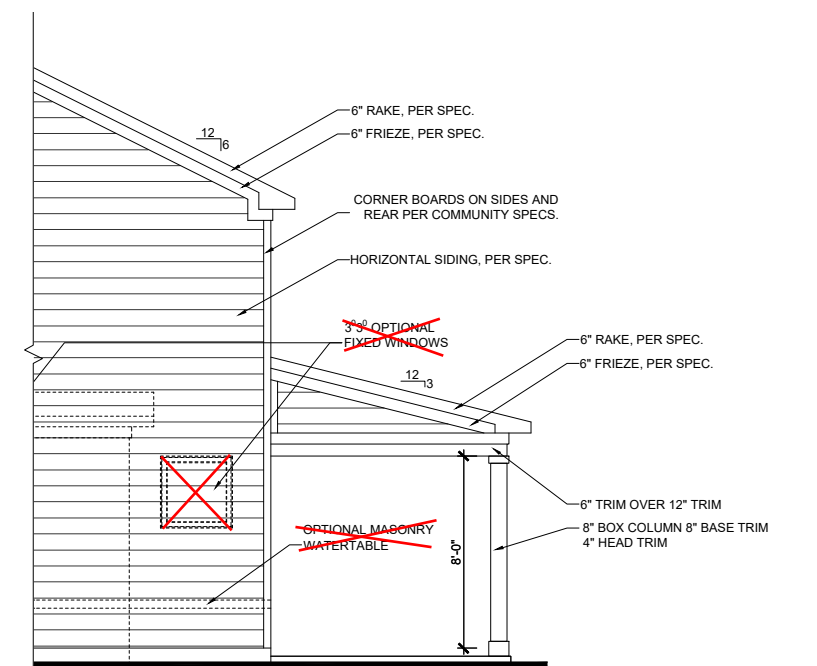 6" RAKE, PER SPEC.
12
6
6" FRIEZE, PER SPEC.
CORNER BOARDS ON SIDES AND
REAR PER COMMUNITY SPECS.
HORIZONTAL SIDING, PER SPEC.
3⁰3⁰ OPTIONAL
FIXED WINDOWS
6" RAKE, PER SPEC.
6" FRIEZE, PER SPEC.
12
3
6" TRIM OVER 12" TRIM
8" BOX COLUMN 8" BASE TRIM
4" HEAD TRIM
OPTIONAL MASONRY
WATERTABLE
8'-0"